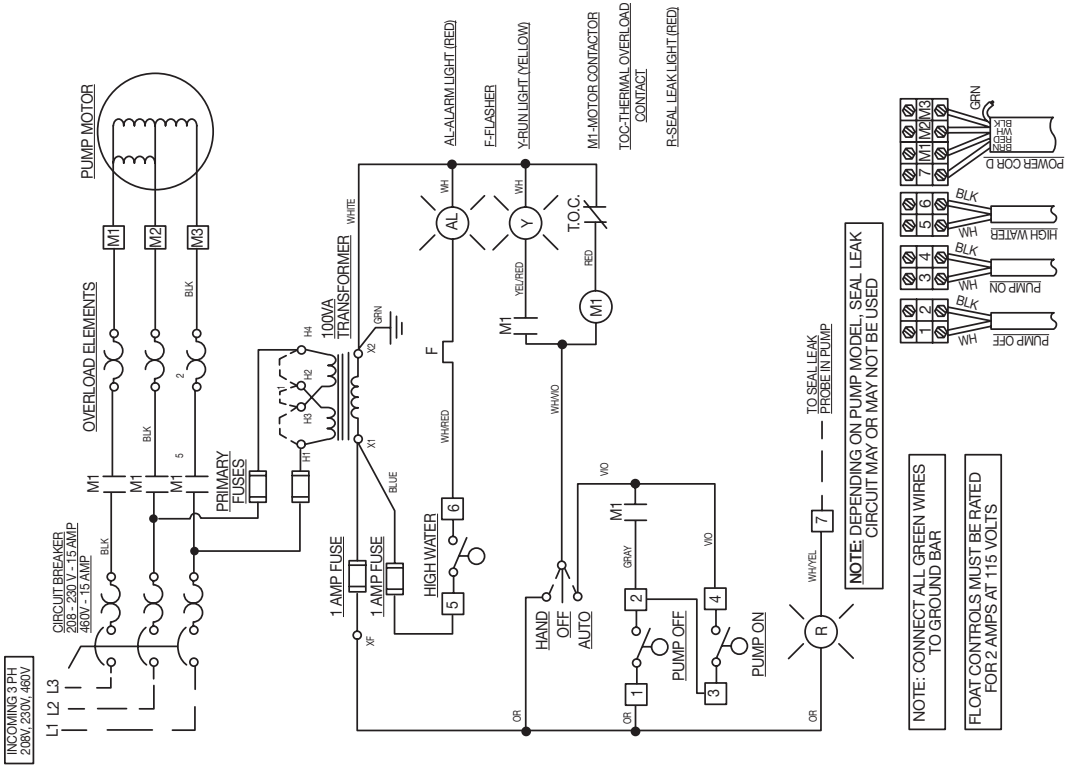 INCOMING 3 PH
208V, 230V, 460V
L1
L2
L3
CIRCUIT BREAKER
208 - 230 V - 15 AMP
460V - 15 AMP
BLK
M1
M1
M1
BLK
5
2
BLK
OVERLOAD ELEMENTS
M1
M2
M3
PUMP MOTOR
PRIMARY
FUSES
H1
H3
H2
H4
1
100VA
TRANSFORMER
X1
X2
GRN
WHITE
1 AMP FUSE
1 AMP FUSE
XF
BLUE
HIGH WATER
5
6
WH/RED
F
AL
WH
AL-ALARM LIGHT (RED)
F-FLASHER
Y-RUN LIGHT (YELLOW)
M1-MOTOR CONTACTOR
TOC-THERMAL OVERLOAD
CONTACT
R-SEAL LEAK LIGHT (RED)
M1
YEL/RED
Y
WH
WH/VIO
M1
RED
T.O.C.
HAND
OFF
AUTO
OR
VIO
M1
GRAY
VIO
OR
1
2
PUMP OFF
3
4
PUMP ON
OR
R
WH/YEL
7
TO SEAL LEAK
PROBE IN PUMP
NOTE: DEPENDING ON PUMP MODEL, SEAL LEAK
CIRCUIT MAY OR MAY NOT BE USED
NOTE: CONNECT ALL GREEN WIRES
TO GROUND BAR
FLOAT CONTROLS MUST BE RATED
FOR 2 AMPS AT 115 VOLTS
1 2
WH
BLK
PUMP OFF
3 4
WH
BLK
PUMP ON
5 6
WH
BLK
HIGH WATER
7 M1 M2 M3
BRN
RED
WH
BLK
GRN
POWER COR D